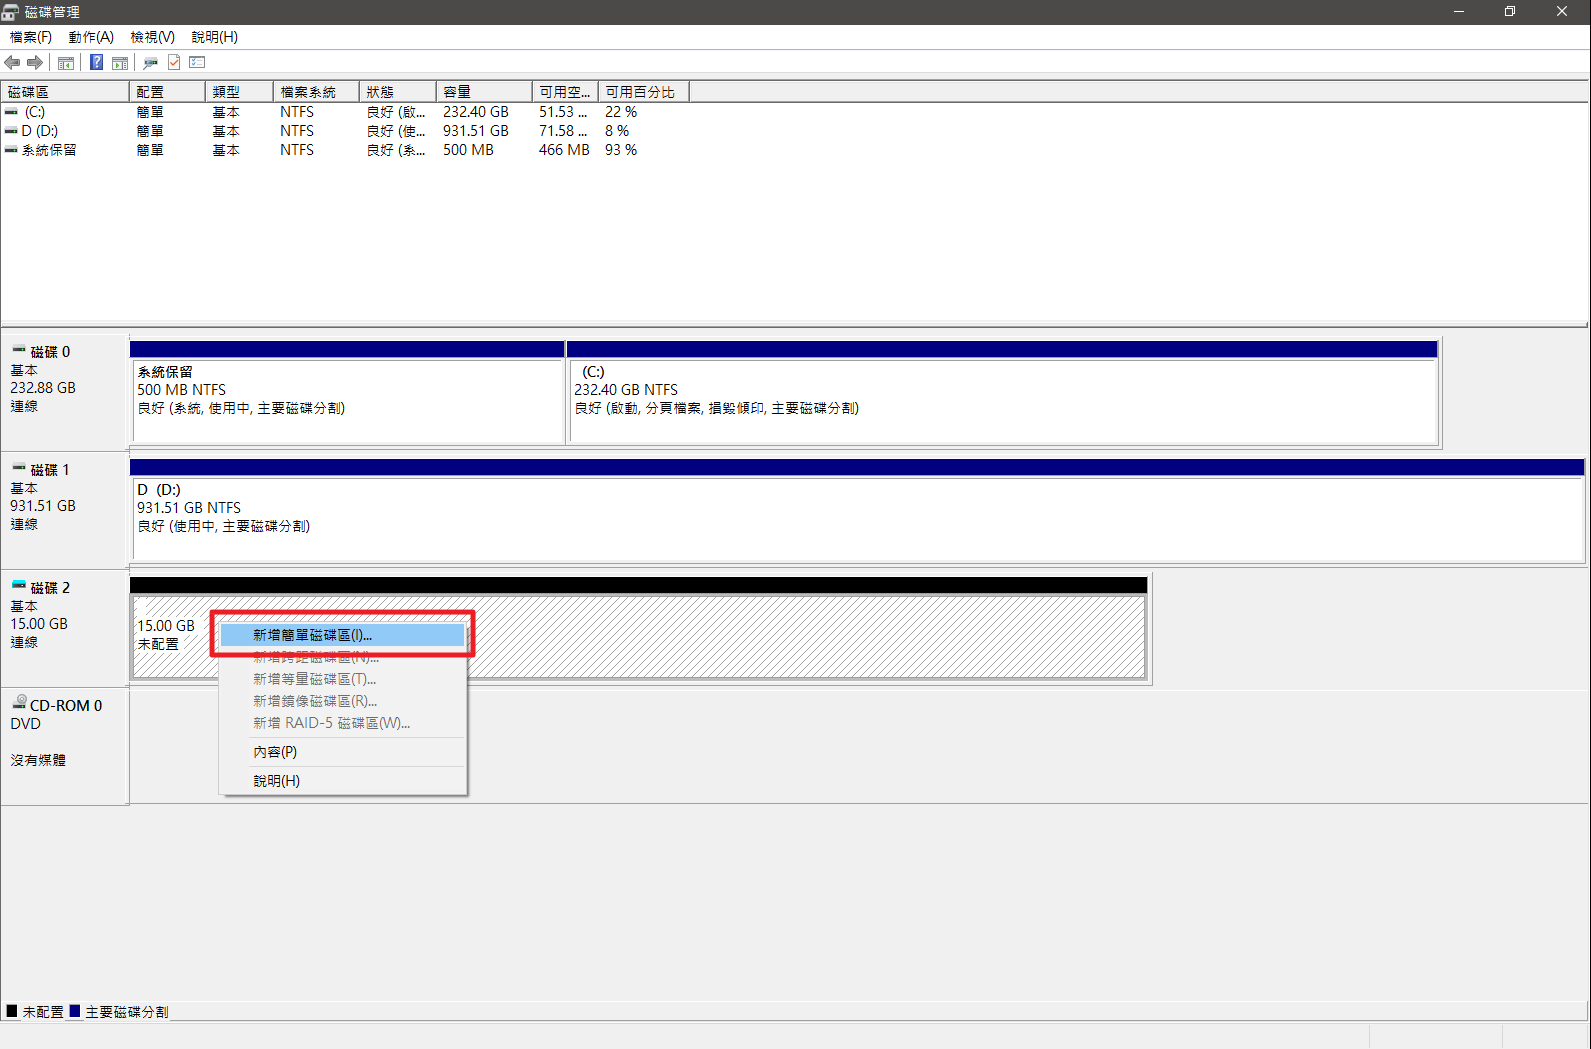 磁碟管理
檔案(F) 動作(A) 檢視(V) 說明(H)
磁碟區 配置 類型 檔案系統 狀態 容量 可用空... 可用百分比
(C:) 簡單 基本 NTFS 良好 (啟... 232.40 GB 51.53 ... 22 %
D (D:) 簡單 基本 NTFS 良好 (使... 931.51 GB 71.58 ... 8 %
系統保留 簡單 基本 NTFS 良好 (系... 500 MB 466 MB 93 %
磁碟 0
基本
232.88 GB
連線
系統保留
500 MB NTFS
良好 (系統, 使用中, 主要磁碟分割)
(C:)
232.40 GB NTFS
良好 (啟動, 分頁檔案, 損毀傾印, 主要磁碟分割)
磁碟 1
基本
931.51 GB
連線
D (D:)
931.51 GB NTFS
良好 (使用中, 主要磁碟分割)
磁碟 2
基本
15.00 GB
連線
15.00 GB
未配置
新增簡單磁碟區(I)...
新增跨距磁碟區(N)...
新增等量磁碟區(T)...
新增鏡像磁碟區(R)...
新增 RAID-5 磁碟區(W)...
內容(P)
說明(H)
CD-ROM 0
DVD
沒有媒體
未配置 主要磁碟分割